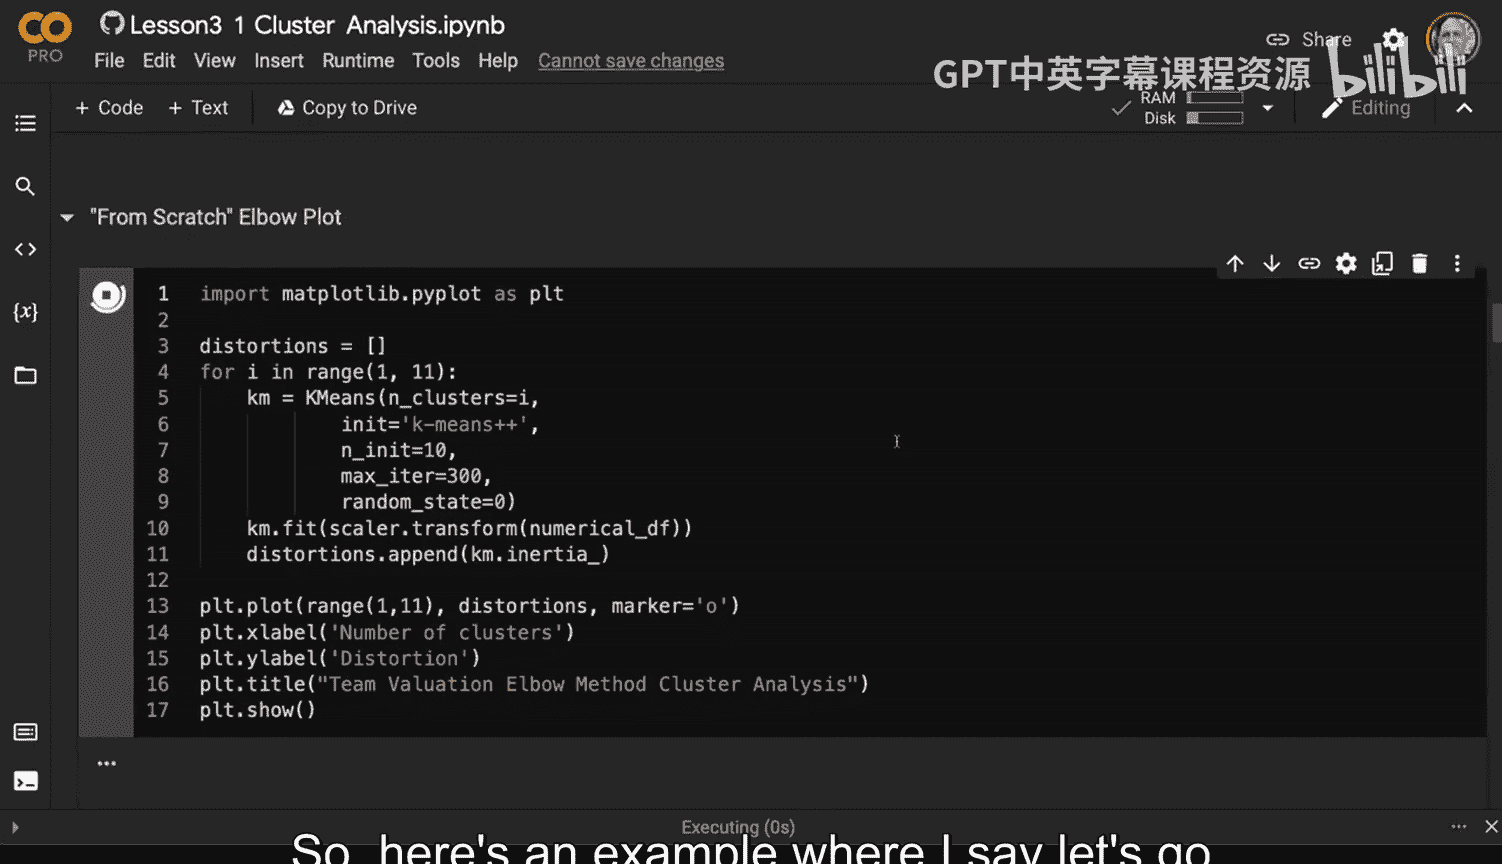 CO
PRO
Lesson3 1 Cluster Analysis.ipynb
File Edit View Insert Runtime Tools Help Cannot save changes
Share
GPT中英字幕课程资源 bilibili
+ Code + Text Copy to Drive
RAM
Disk
Editing
"From Scratch" Elbow Plot
{x}
1 import matplotlib.pyplot as plt
2
3 distortions = []
4 for i in range(1, 11):
5 km = KMeans(n_clusters=i,
6 init='k-means++',
7 n_init=10,
8 max_iter=300,
9 random_state=0)
10 km.fit(scaler.transform(numerical_df))
11 distortions.append(km.inertia_)
12
13 plt.plot(range(1,11), distortions, marker='o')
14 plt.xlabel('Number of clusters')
15 plt.ylabel('Distortion')
16 plt.title("Team Valuation Elbow Method Cluster Analysis")
17 plt.show()
Executing (0s)
So, here's an example where I say let's go